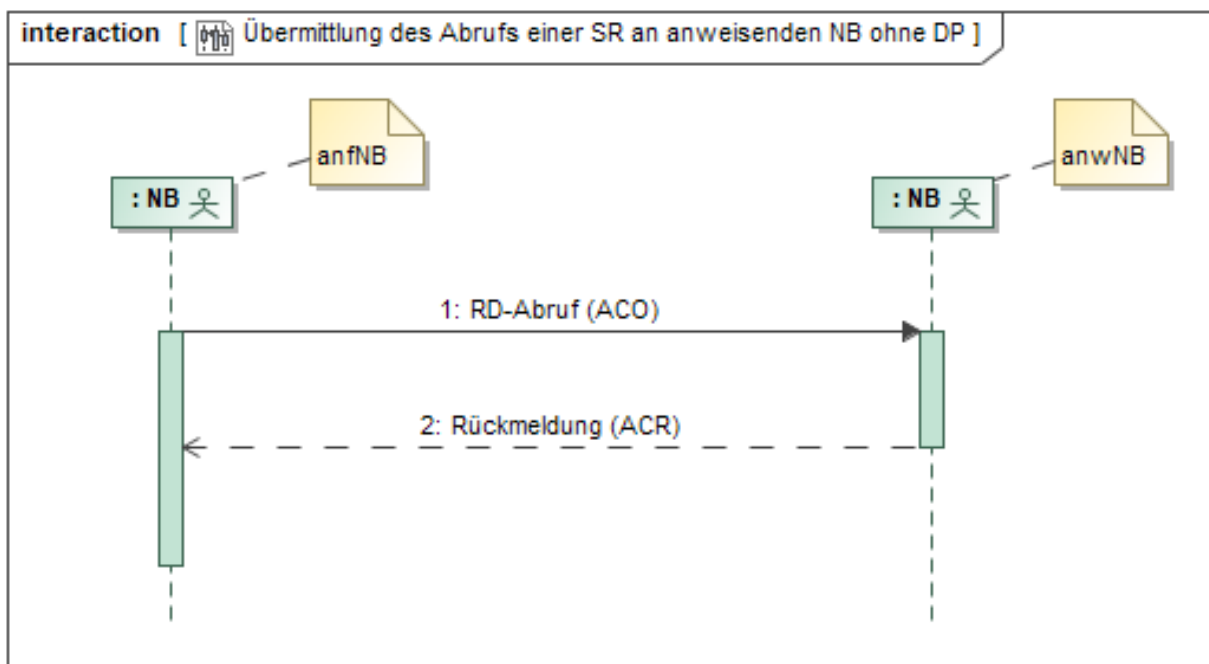 interaction [ Übermittlung des Abrufs einer SR an anweisenden NB ohne DP ]
anfNB
anwNB
: NB
: NB
1: RD-Abruf (ACO)
2: Rückmeldung (ACR)